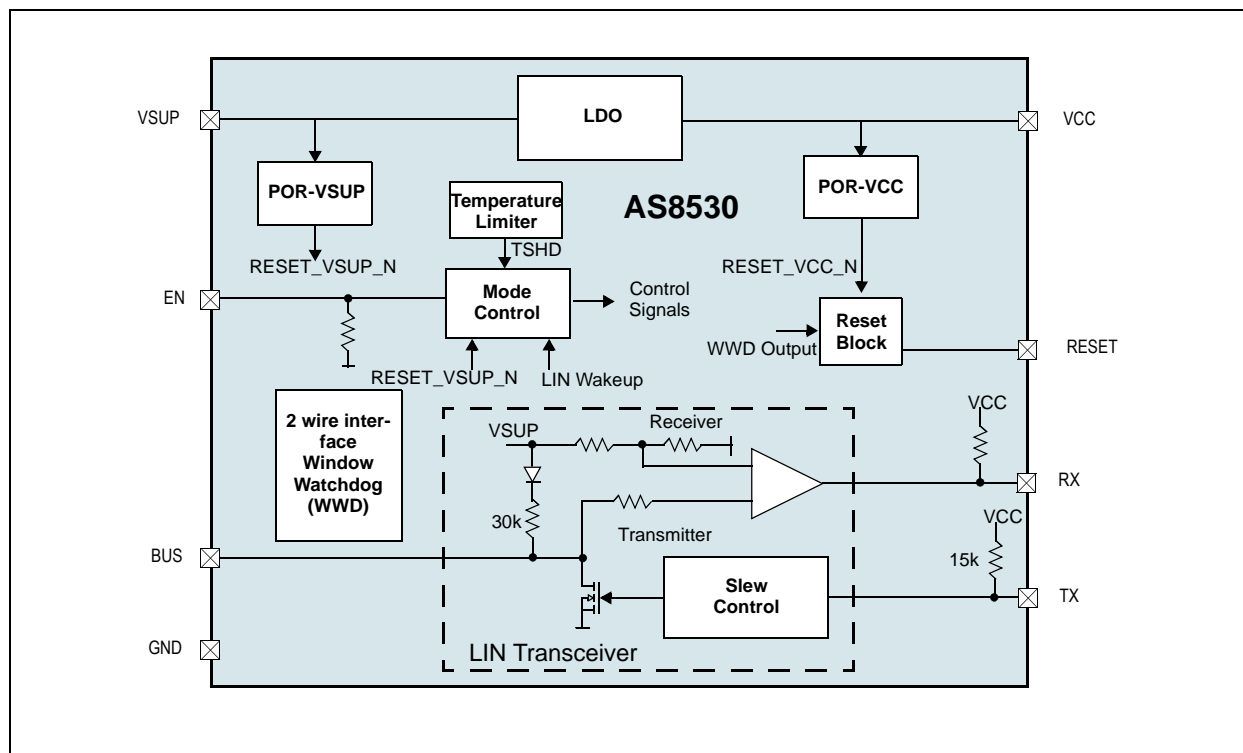 VSUP
LDO
VCC
POR-VSUP
POR-VCC
Temperature
Limiter
AS8530
TSHD
RESET_VSUP_N
RESET_VCC_N
EN
Mode
Control
Control
Signals
Reset
Block
WWD Output
RESET
RESET_VSUP_N
LIN Wakeup
2 wire inter-
face
Window
Watchdog
(WWD)
VSUP
Receiver
VCC
RX
30k
Transmitter
VCC
BUS
15k
Slew
Control
TX
GND
LIN Transceiver